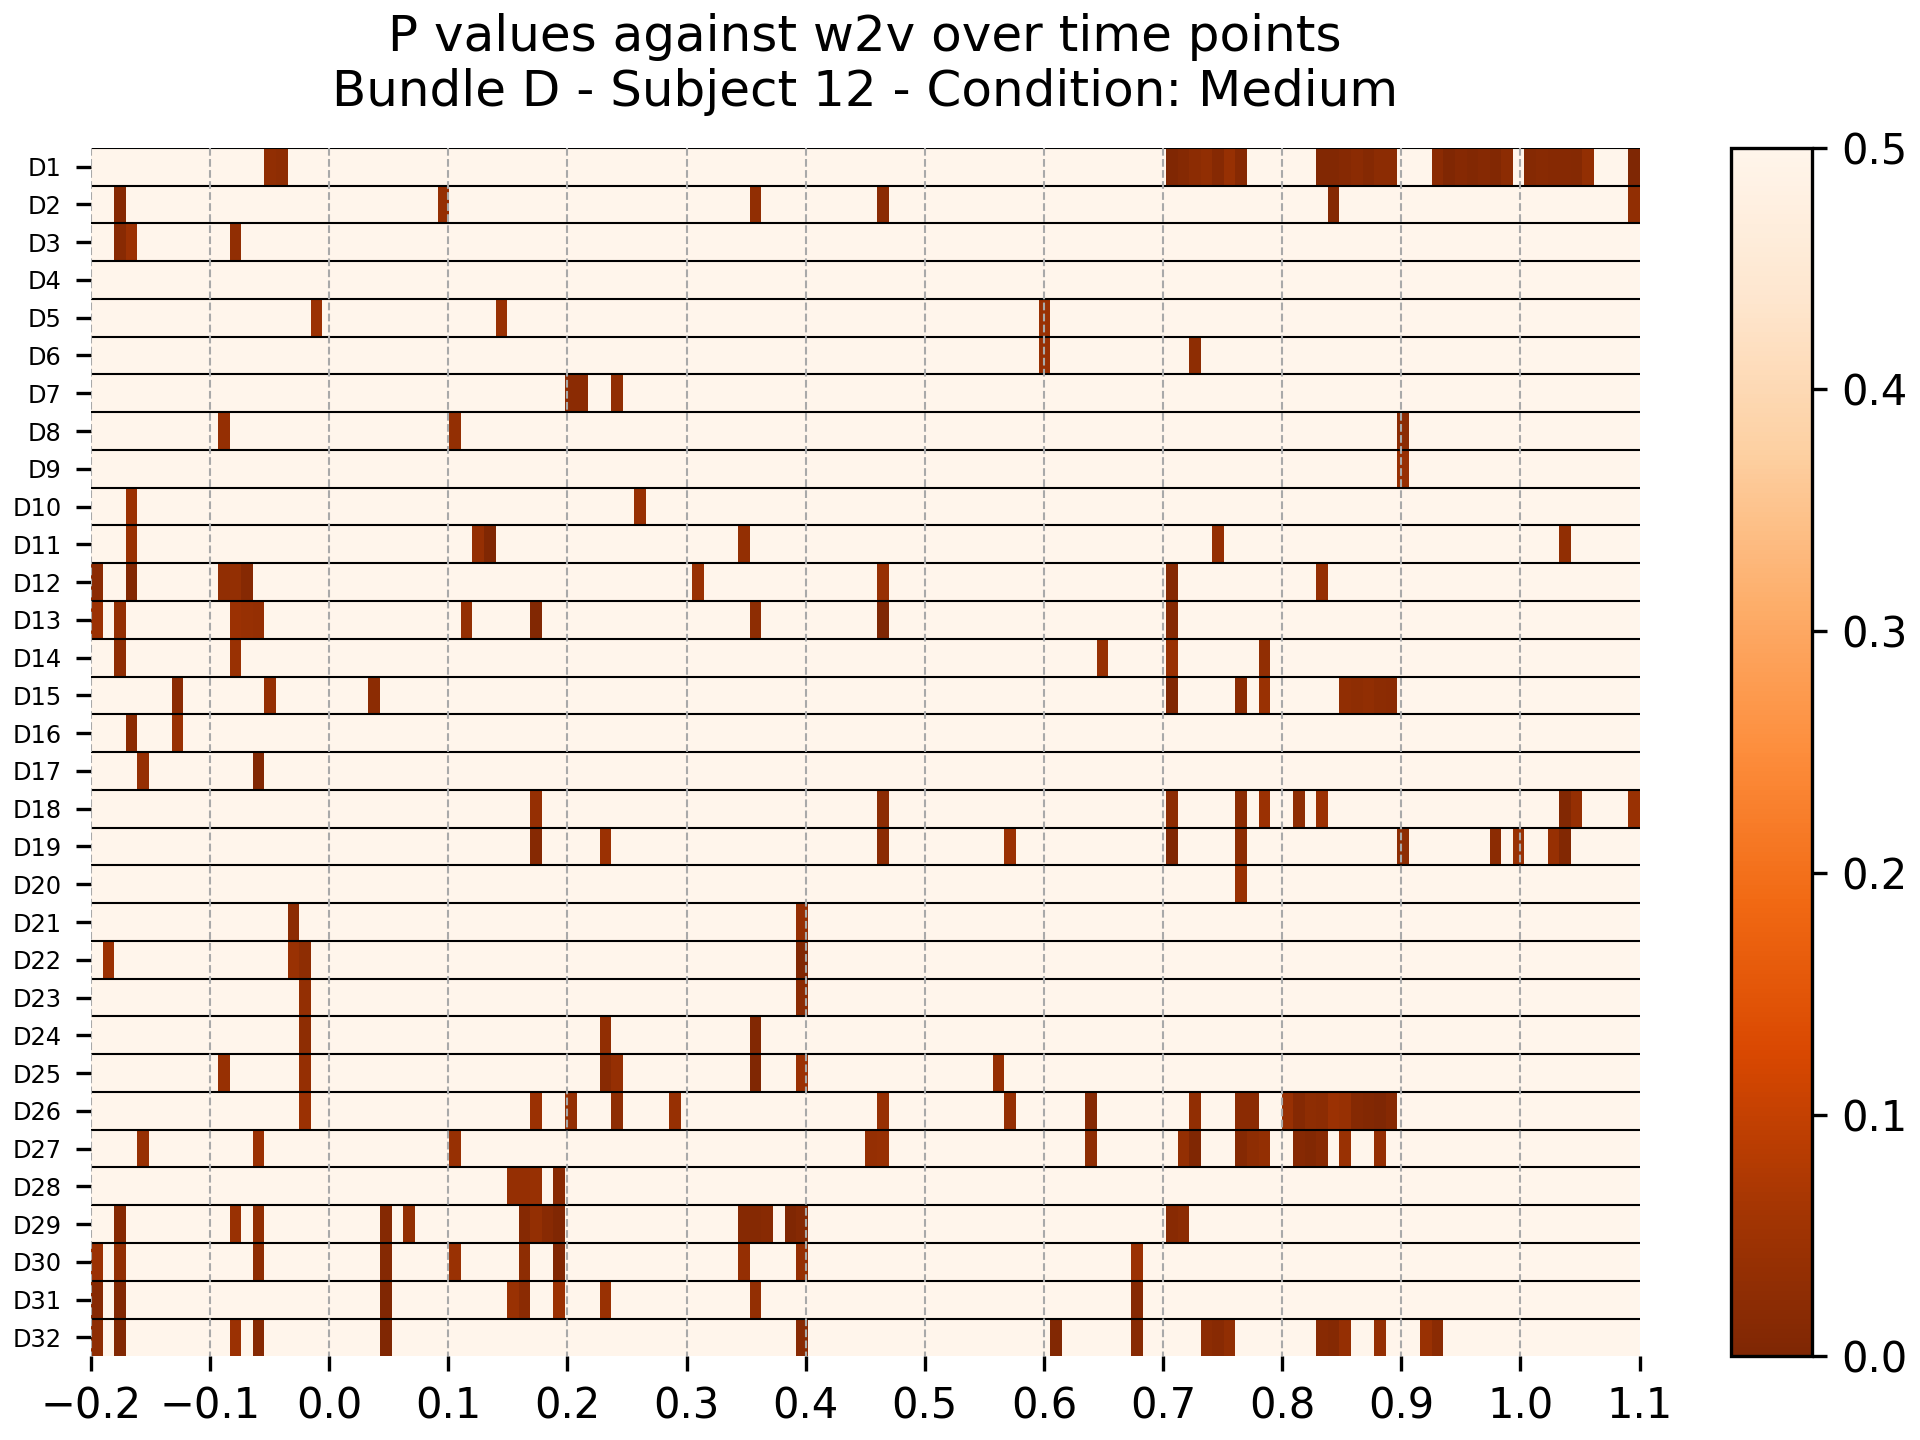 P values against w2v over time points
Bundle D - Subject 12 - Condition: Medium
D1
D2
D3
D4
D5
D6
D7
D8
D9
D10
D11
D12
D13
D14
D15
D16
D17
D18
D19
D20
D21
D22
D23
D24
D25
D26
D27
D28
D29
D30
D31
D32
−0.2 −0.1 0.0 0.1 0.2 0.3 0.4 0.5 0.6 0.7 0.8 0.9 1.0 1.1
0.5
0.4
0.3
0.2
0.1
0.0